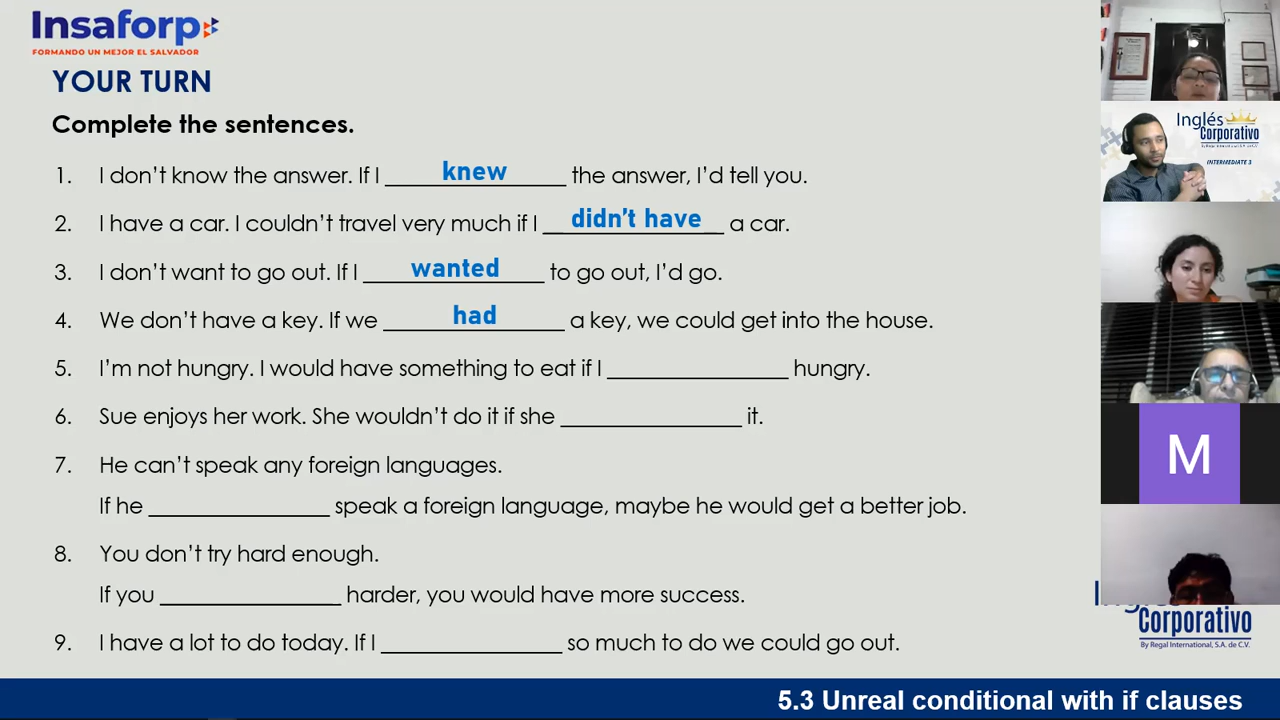 Insaforp
FORMANDO UN MEJOR EL SALVADOR
YOUR TURN
Complete the sentences.
1. I don’t know the answer. If I knew the answer, I’d tell you.
2. I have a car. I couldn’t travel very much if I didn’t have a car.
3. I don’t want to go out. If I wanted to go out, I’d go.
4. We don’t have a key. If we had a key, we could get into the house.
5. I’m not hungry. I would have something to eat if I ________________ hungry.
6. Sue enjoys her work. She wouldn’t do it if she ________________ it.
7. He can’t speak any foreign languages.
If he ________________ speak a foreign language, maybe he would get a better job.
8. You don’t try hard enough.
If you ________________ harder, you would have more success.
9. I have a lot to do today. If I ________________ so much to do we could go out.
5.3 Unreal conditional with if clauses
Inglés
Corporativo
INTERMEDIATE 3
M
Corporativo
By Regal International, S.A. de C.V.